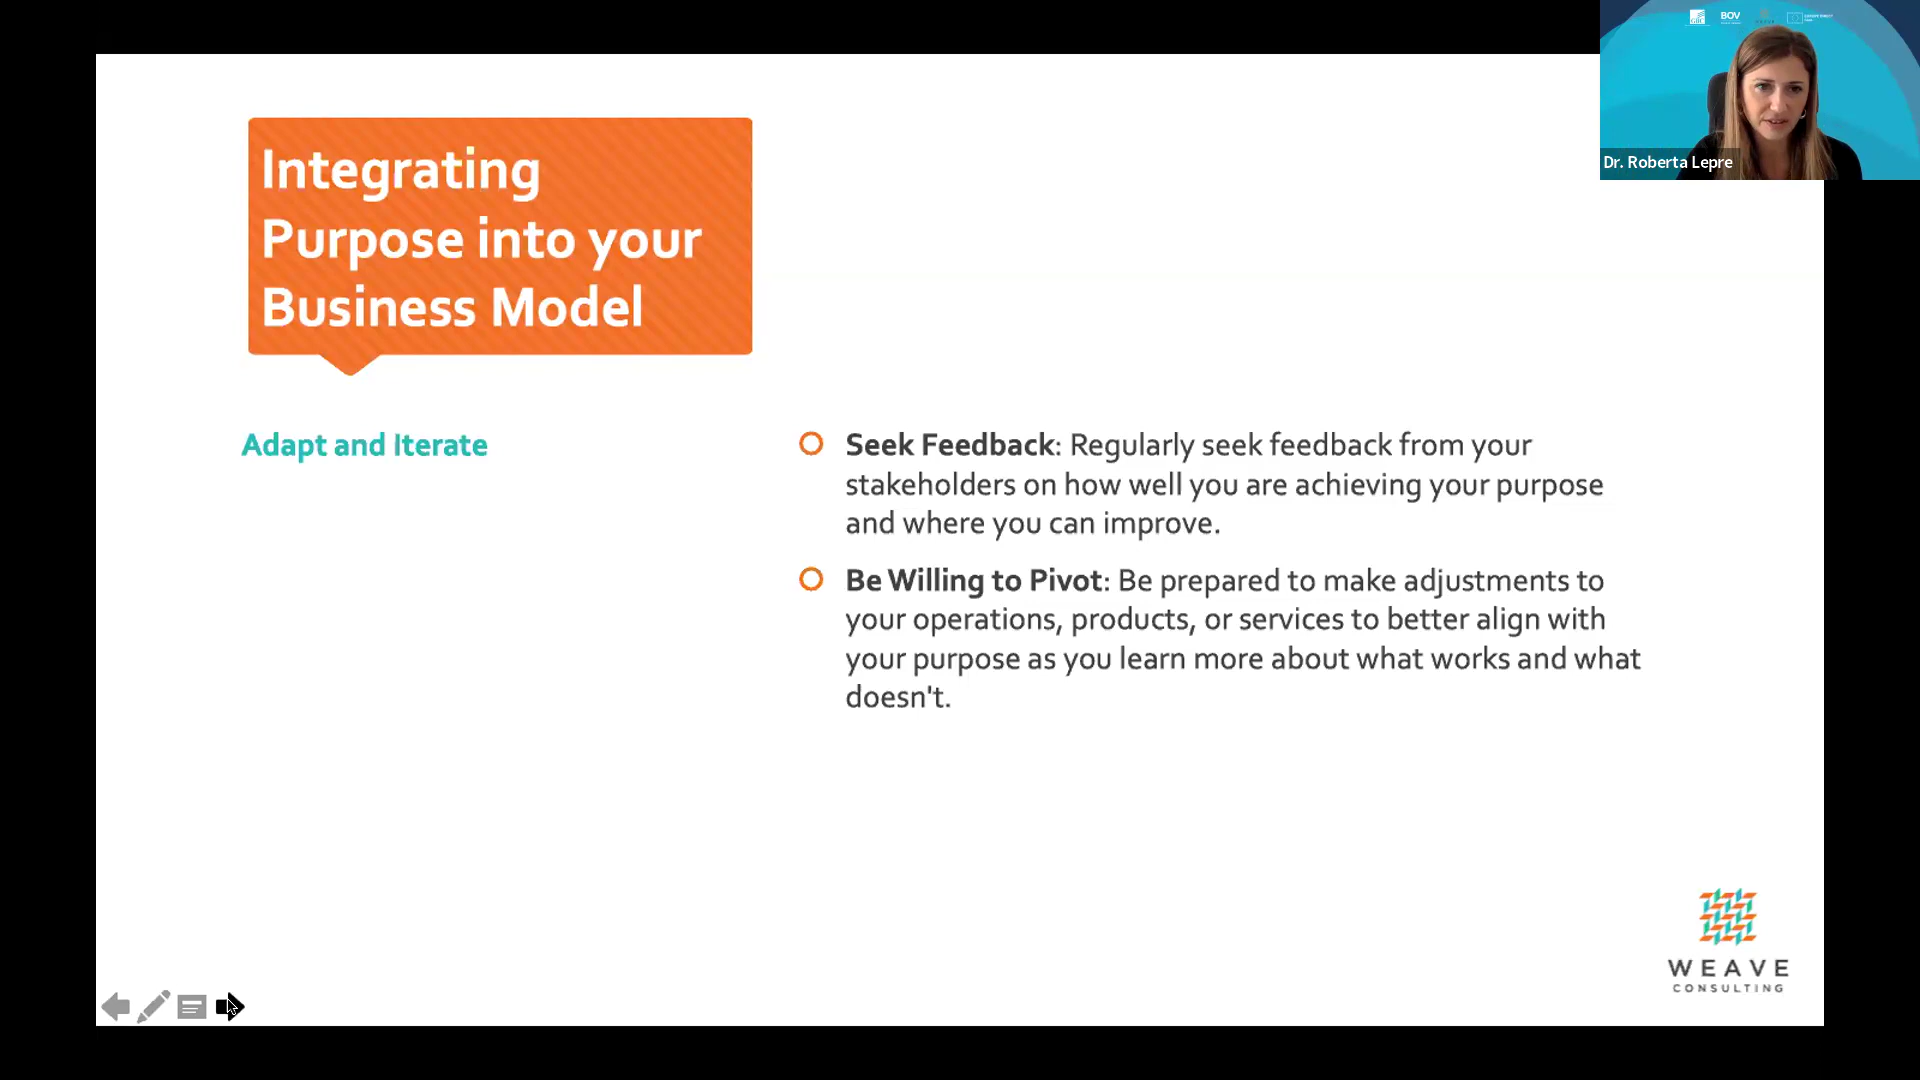 BOV
Dr. Roberta Lepre
Integrating
Purpose into your
Business Model
Adapt and Iterate
Seek Feedback: Regularly seek feedback from your
stakeholders on how well you are achieving your purpose
and where you can improve.
Be Willing to Pivot: Be prepared to make adjustments to
your operations, products, or services to better align with
your purpose as you learn more about what works and what
doesn't.
WEAVE
CONSULTING